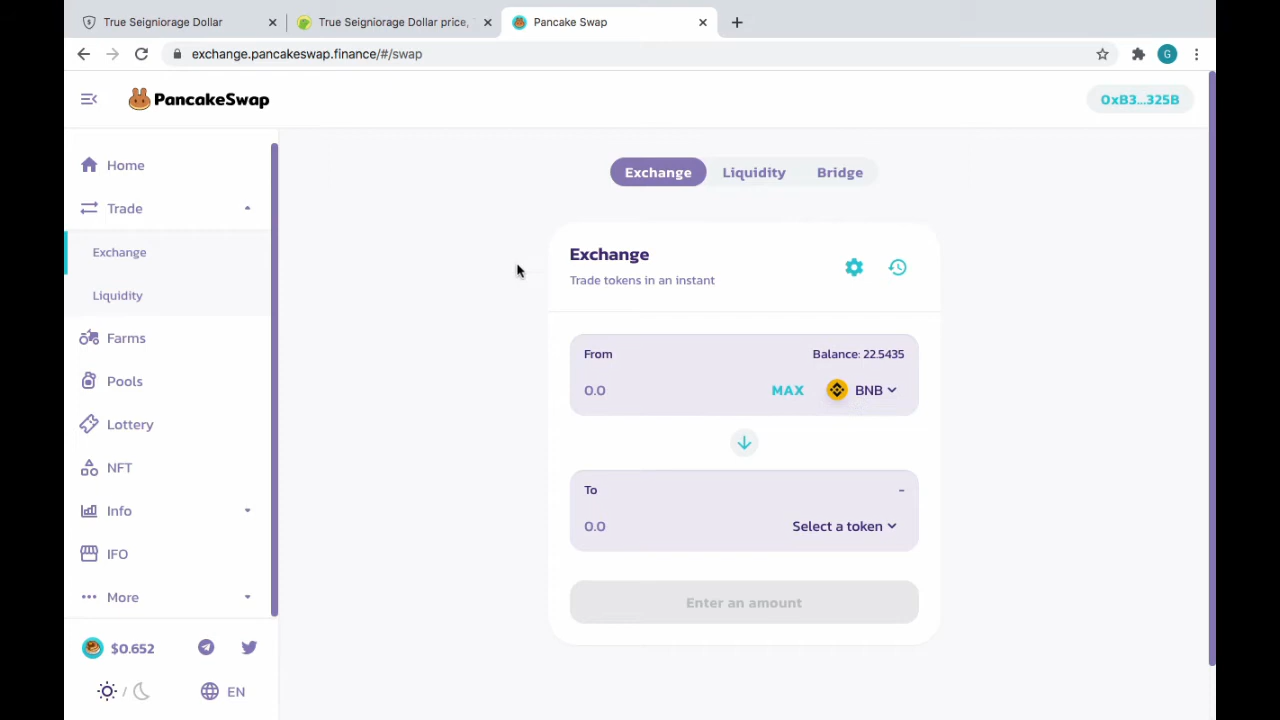 True Seigniorage Dollar
True Seigniorage Dollar price,
Pancake Swap
exchange.pancakeswap.finance/#/swap
G
PancakeSwap
0xB3...325B
Home
Trade
Exchange
Liquidity
Farms
Pools
Lottery
NFT
Info
IFO
More
$0.652
/
EN
Exchange
Liquidity
Bridge
Exchange
Trade tokens in an instant
From
Balance: 22.5435
0.0
MAX
BNB
To
-
0.0
Select a token
Enter an amount